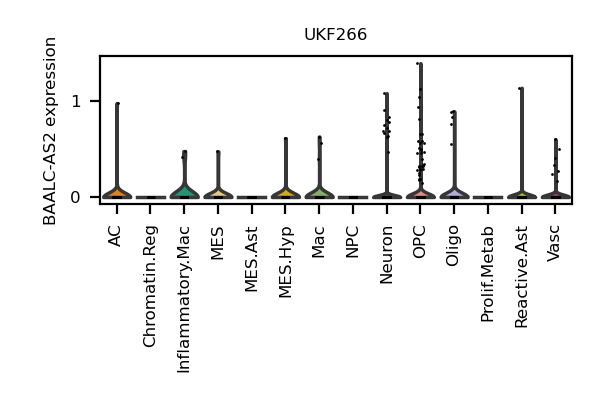 UKF266
BAALC-AS2 expression
1
0
AC
Chromatin.Reg
Inflammatory.Mac
MES
MES.Ast
MES.Hyp
Mac
NPC
Neuron
OPC
Oligo
Prolif.Metab
Reactive.Ast
Vasc